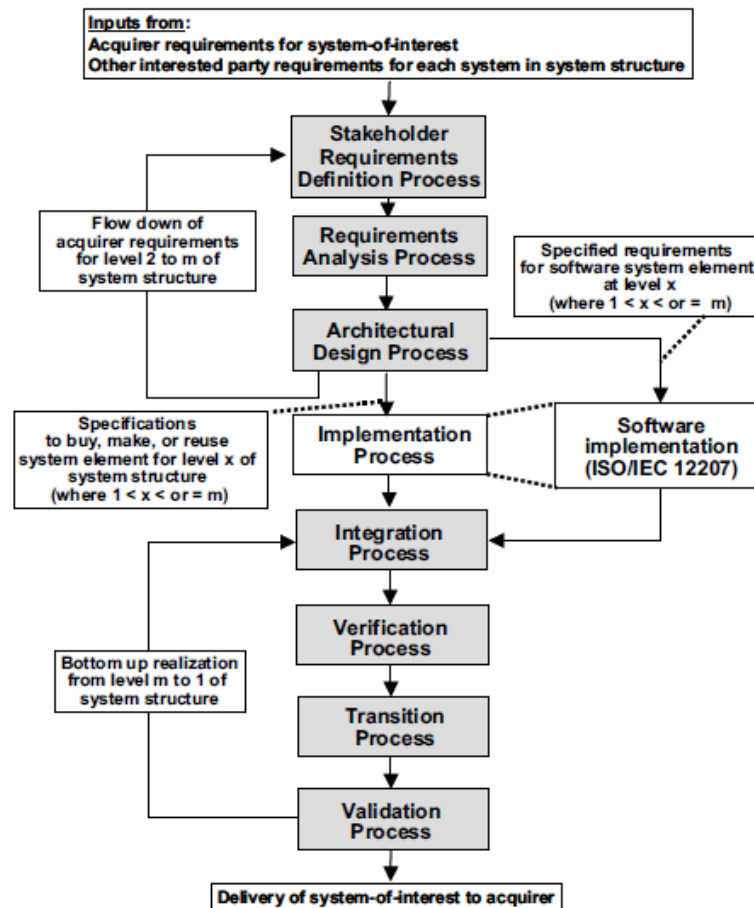 Inputs from:
Acquirer requirements for system-of-interest
Other interested party requirements for each system in system structure
Stakeholder
Requirements
Definition Process
Flow down of
acquirer requirements
for level 2 to m of
system structure
Requirements
Analysis Process
Specified requirements
for software system element
at level x
(where 1 < x < or = m)
Architectural
Design Process
Specifications
to buy, make, or reuse
system element for level x of
system structure
(where 1 < x < or = m)
Implementation
Process
Software
implementation
(ISO/IEC 12207)
Integration
Process
Verification
Process
Bottom up realization
from level m to 1 of
system structure
Transition
Process
Validation
Process
Delivery of system-of-interest to acquirer